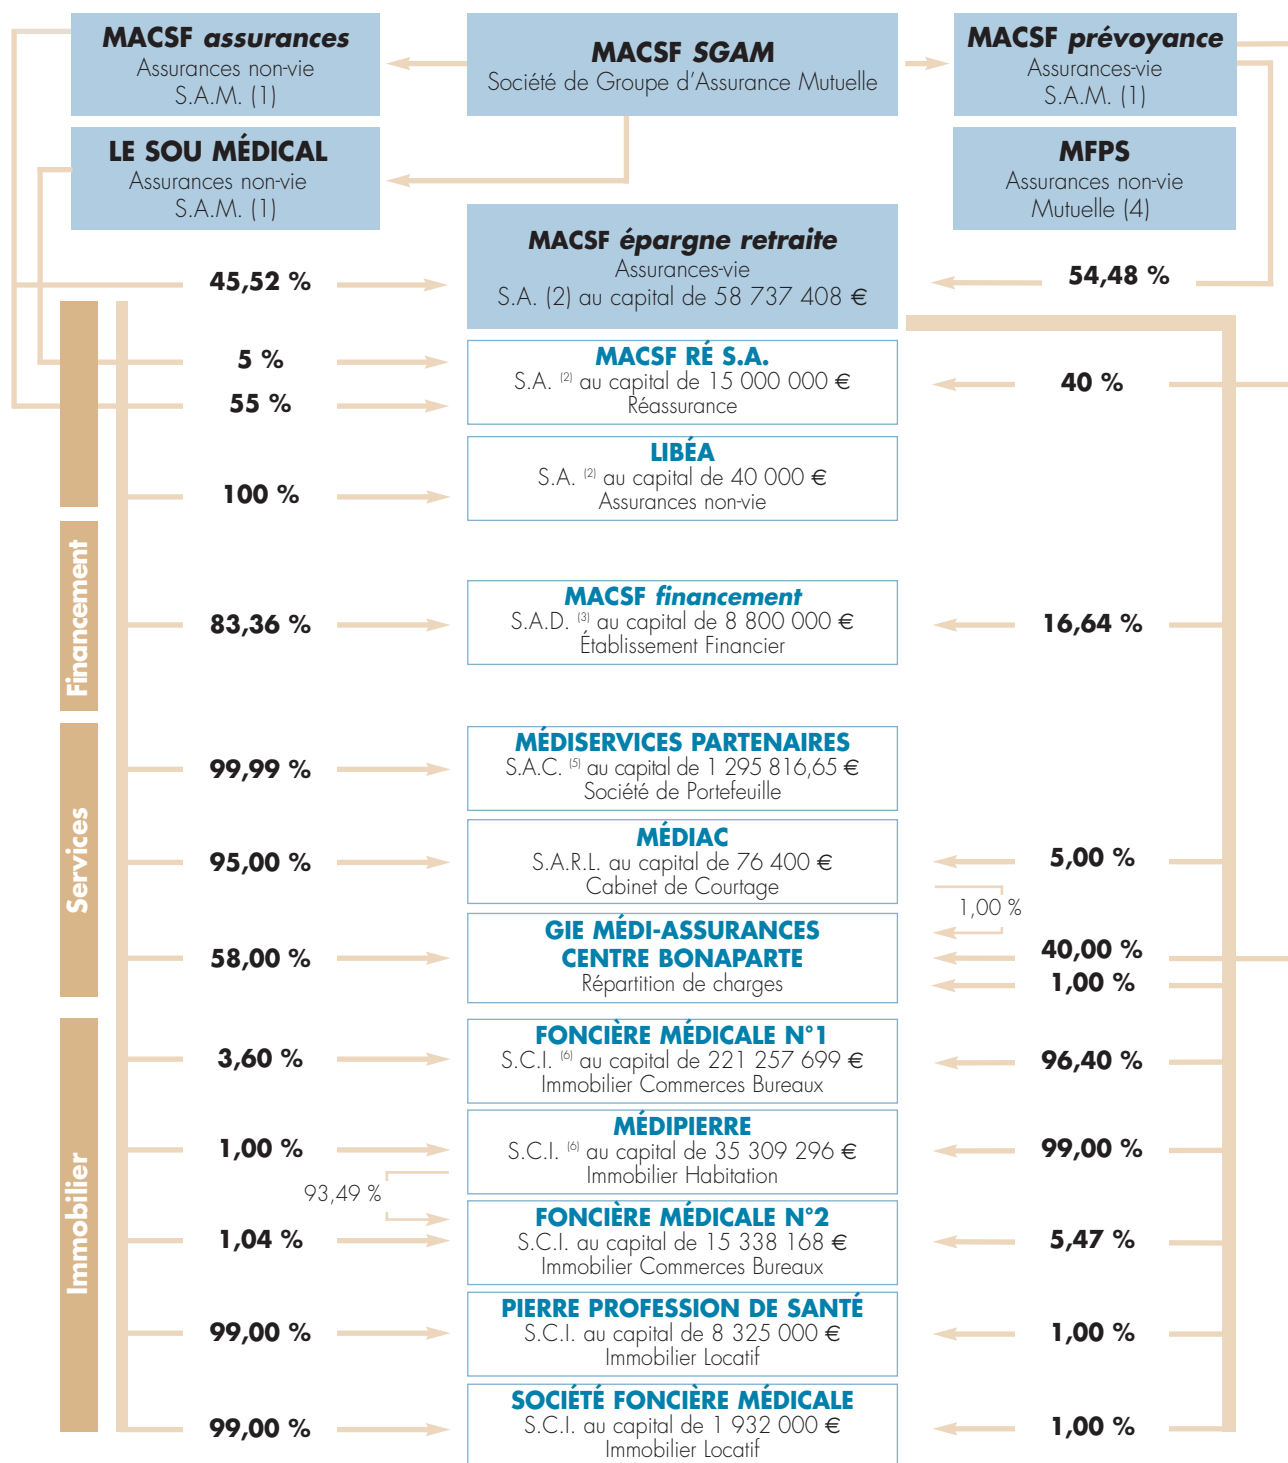 MACSF assurances
Assurances non-vie
S.A.M. (1)
MACSF SGAM
Société de Groupe d'Assurance Mutuelle
MACSF prévoyance
Assurances-vie
S.A.M. (1)
LE SOU MÉDICAL
Assurances non-vie
S.A.M. (1)
MFPS
Assurances non-vie
Mutuelle (4)
MACSF épargne retraite
Assurances-vie
S.A. (2) au capital de 58 737 408 €
45,52 %
54,48 %
5 %
55 %
MACSF RÉ S.A.
S.A. (2) au capital de 15 000 000 €
Réassurance
40 %
100 %
LIBÉA
S.A. (2) au capital de 40 000 €
Assurances non-vie
Financement
83,36 %
MACSF financement
S.A.D. (3) au capital de 8 800 000 €
Établissement Financier
16,64 %
Services
99,99 %
MÉDISERVICES PARTENAIRES
S.A.C. (5) au capital de 1 295 816,65 €
Société de Portefeuille
95,00 %
MÉDIAC
S.A.R.L. au capital de 76 400 €
Cabinet de Courtage
5,00 %
1,00 %
58,00 %
GIE MÉDI-ASSURANCES
CENTRE BONAPARTE
Répartition de charges
40,00 %
1,00 %
Immobilier
3,60 %
FONCIÈRE MÉDICALE N°1
S.C.I. (6) au capital de 221 257 699 €
Immobilier Commerces Bureaux
96,40 %
1,00 %
MÉDIPIERRE
S.C.I. (6) au capital de 35 309 296 €
Immobilier Habitation
99,00 %
93,49 %
1,04 %
FONCIÈRE MÉDICALE N°2
S.C.I. au capital de 15 338 168 €
Immobilier Commerces Bureaux
5,47 %
99,00 %
PIERRE PROFESSION DE SANTÉ
S.C.I. au capital de 8 325 000 €
Immobilier Locatif
1,00 %
99,00 %
SOCIÉTÉ FONCIÈRE MÉDICALE
S.C.I. au capital de 1 932 000 €
Immobilier Locatif
1,00 %